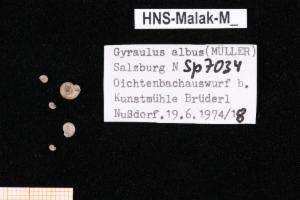 HNS-Malak-M_
Gyraulus albus(MÜLLER)
Salzburg N Sp7034
Oichtenbachauswurf b.
Kunstmühle Brüderl
Nußdorf.19.6.1974/18